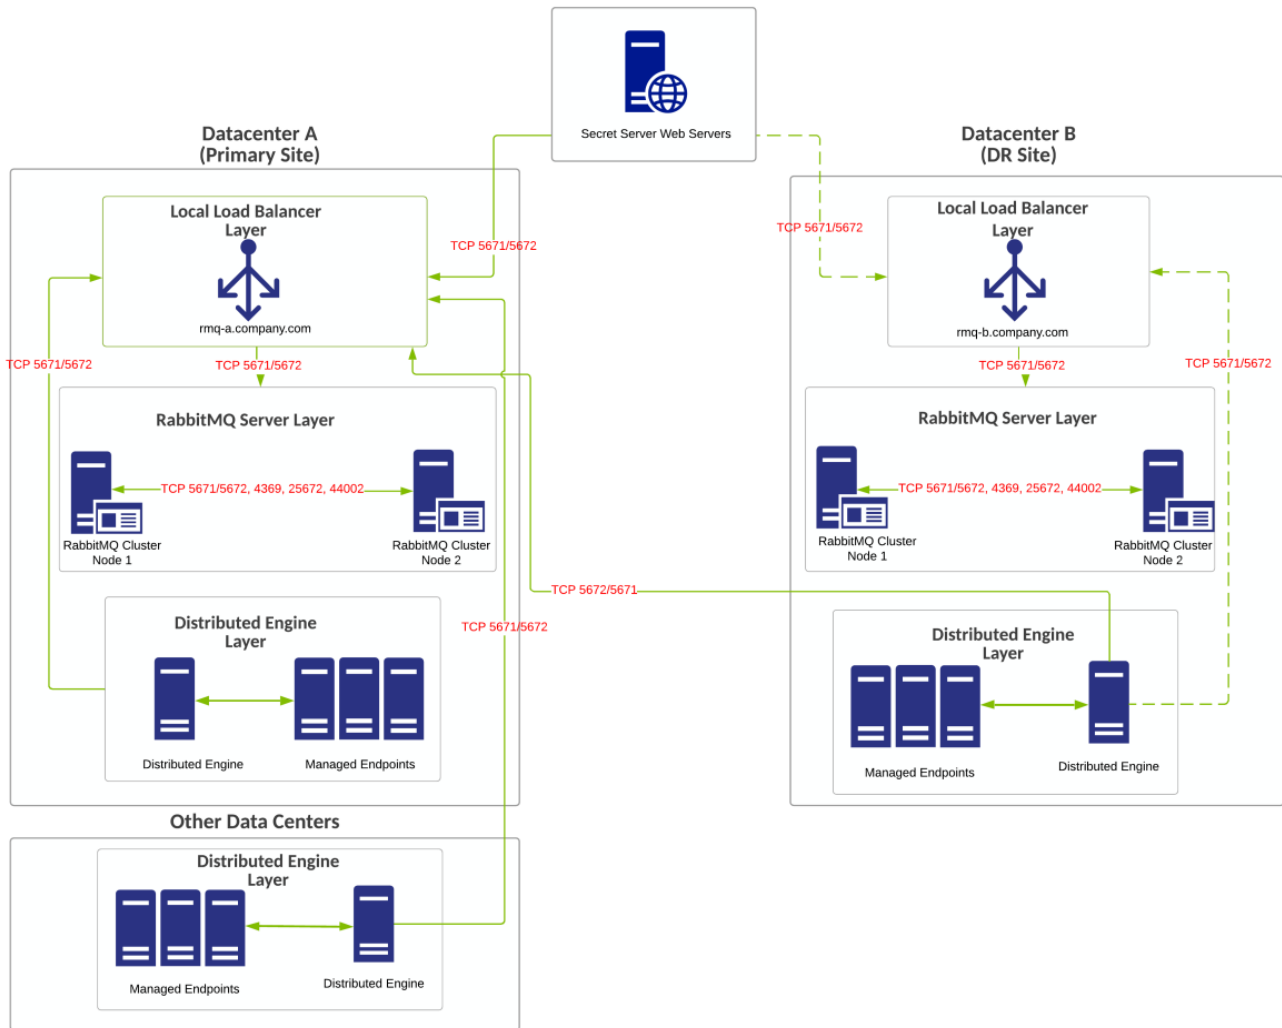 Secret Server Web Servers
Datacenter A
(Primary Site)
Local Load Balancer
Layer
rmq-a.company.com
TCP 5671/5672
TCP 5671/5672
TCP 5671/5672
RabbitMQ Server Layer
TCP 5671/5672, 4369, 25672, 44002
RabbitMQ Cluster
Node 1
RabbitMQ Cluster
Node 2
Distributed Engine
Layer
TCP 5671/5672
Distributed Engine
Managed Endpoints
Other Data Centers
Distributed Engine
Layer
Managed Endpoints
Distributed Engine
Datacenter B
(DR Site)
TCP 5671/5672
Local Load Balancer
Layer
rmq-b.company.com
TCP 5671/5672
TCP 5671/5672
RabbitMQ Server Layer
TCP 5671/5672, 4369, 25672, 44002
RabbitMQ Cluster
Node 1
RabbitMQ Cluster
Node 2
TCP 5672/5671
Distributed Engine
Layer
Managed Endpoints
Distributed Engine